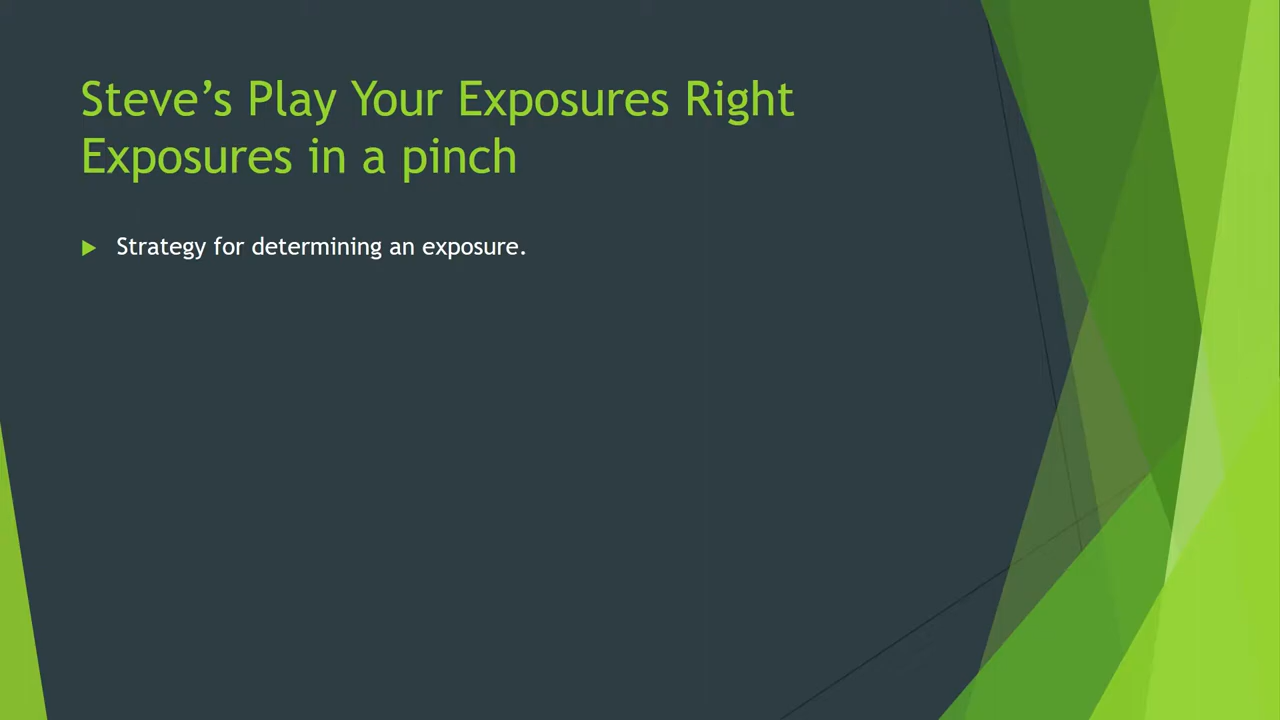 Steve’s Play Your Exposures Right
Exposures in a pinch
Strategy for determining an exposure.